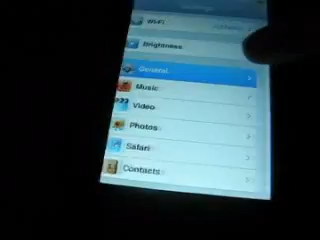 Wi-Fi
Brightness
General
Music
Video
Photos
Safari
Contacts